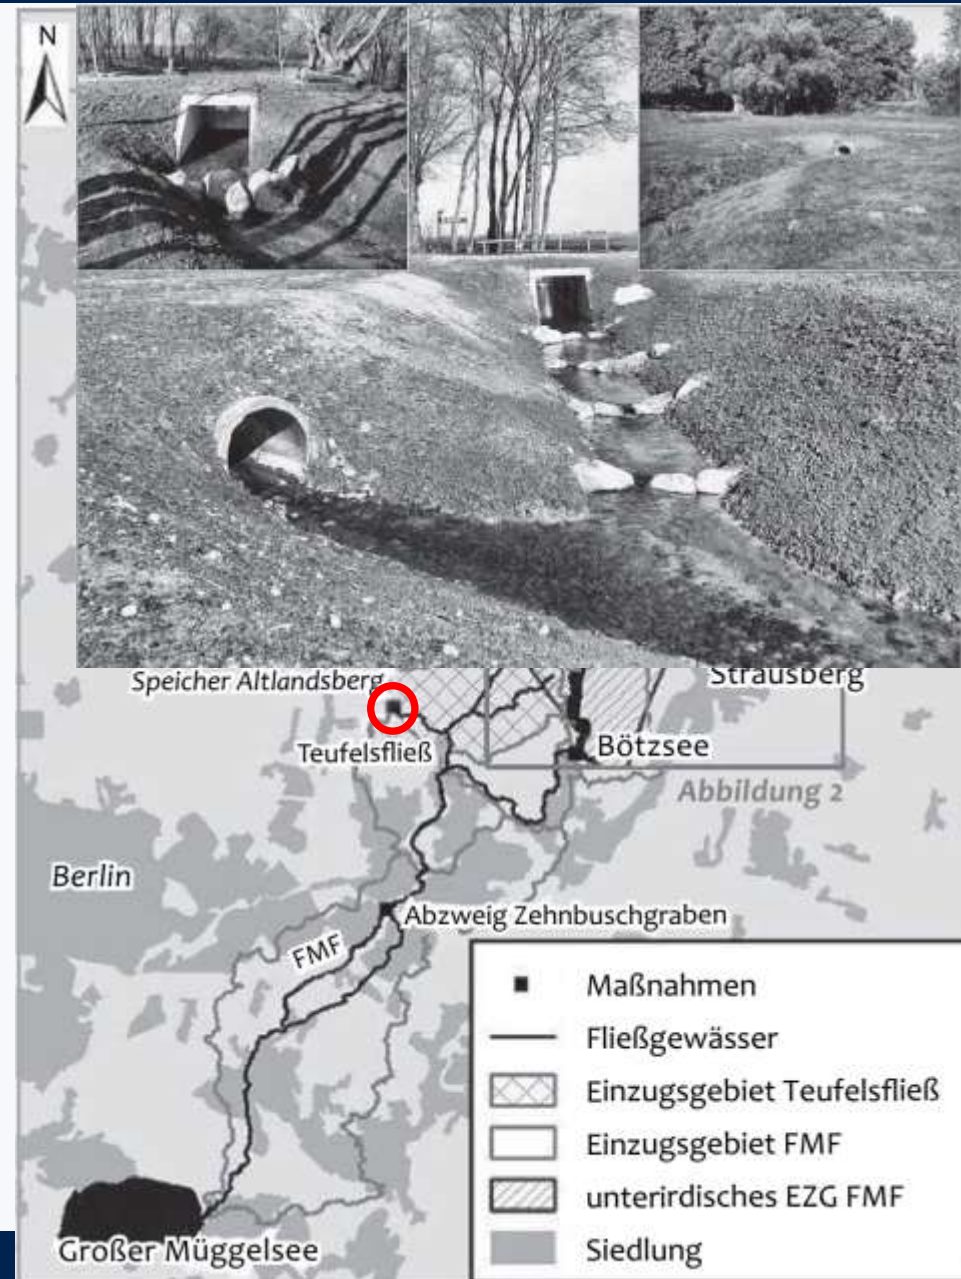 N
Speicher Altlandsberg
Strausberg
Teufelsfließ
Bötzsee
Abbildung 2
Berlin
Abzweig Zehnbuschgraben
FMF
Maßnahmen
Fließgewässer
Einzugsgebiet Teufelsfließ
Einzugsgebiet FMF
unterirdisches EZG FMF
Siedlung
Großer Müggelsee